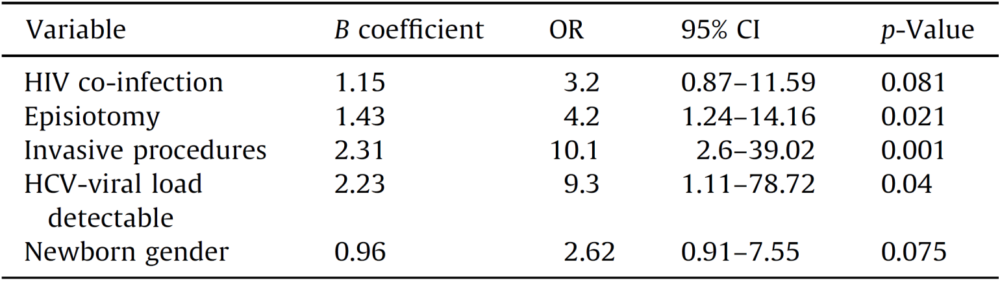 Variable B coefficient OR 95% CI p-Value
HIV co-infection 1.15 3.2 0.87–11.59 0.081
Episiotomy 1.43 4.2 1.24–14.16 0.021
Invasive procedures 2.31 10.1 2.6–39.02 0.001
HCV-viral load 2.23 9.3 1.11–78.72 0.04
detectable
Newborn gender 0.96 2.62 0.91–7.55 0.075